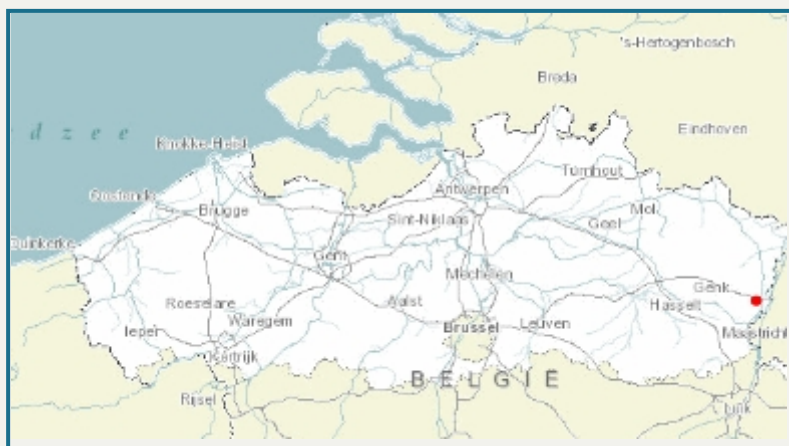 's-Hertogenbosch
Breda
Eindhoven
d z e e
Knokke-Heist
Turnhout
Antwerpen
Oostende
Brugge
Sint-Niklaas
Geel
Mol
Duinkerke
Gent
Mechelen
Genk
Roeselare
Aalst
Hasselt
Ieper
Waregem
Brussel
Leuven
Maastricht
Kortrijk
BELGIË
Rijsel
Luik